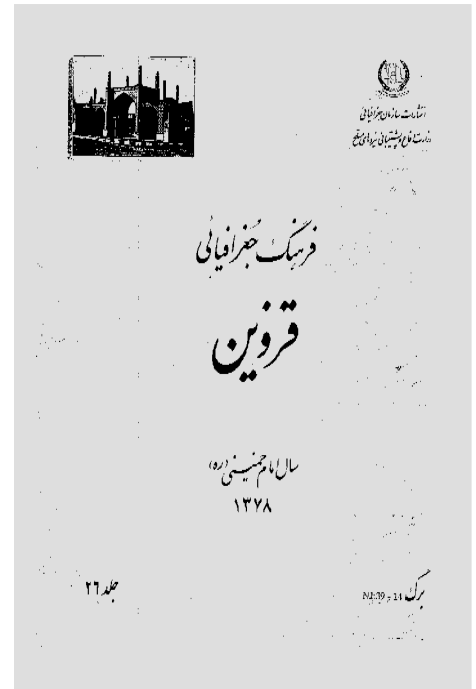 انتشارات سازمان جغرافیائی
وزارت دفاع و پشتیبانی نیروهای مسلح
فرهنگ جغرافیائی
قزوین
سال امام خمینی (ره)
۱۳۷۸
برگ NJ-39 و 14
جلد ۲۶